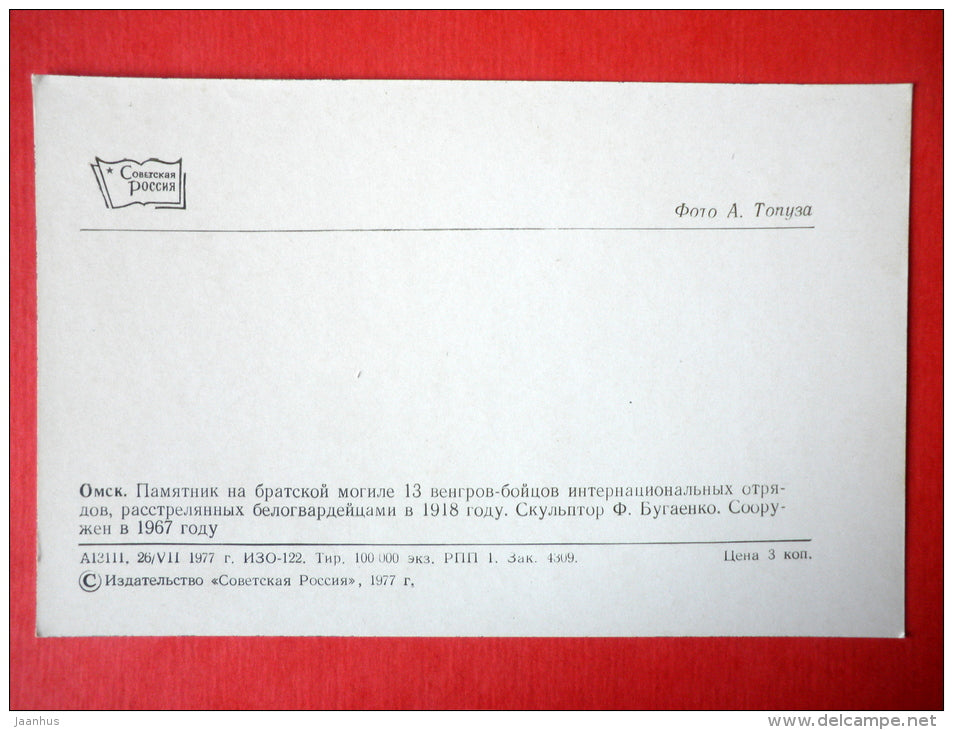 Советская
Россия
Фото А. Топуза
Омск. Памятник на братской могиле 13 венгров-бойцов интернациональных отря-
дов, расстрелянных белогвардейцами в 1918 году. Скульптор Ф. Бугаенко. Соору-
жен в 1967 году
А13111, 26/VII 1977 г. ИЗО-122. Тир. 100 000 экз. РПП 1. Зак. 4309. Цена 3 коп.
© Издательство «Советская Россия», 1977 г,
jaanhus
www.delcampe.net